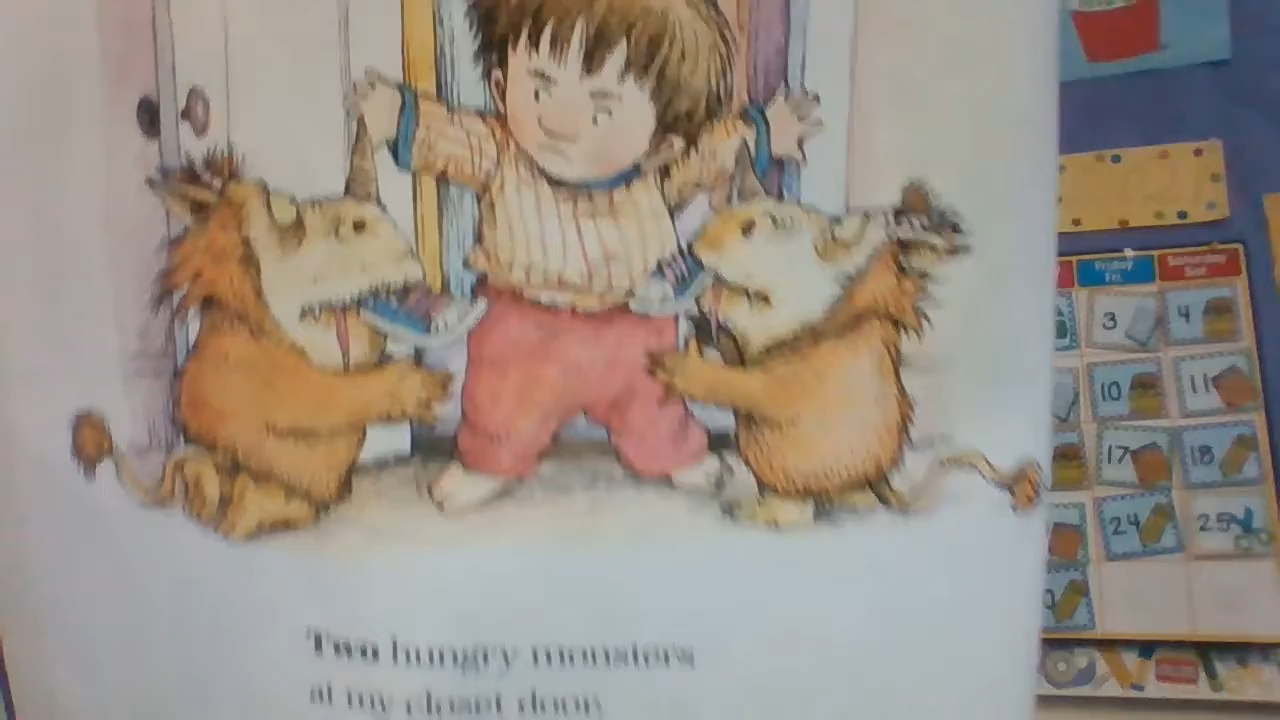 Two hungry monsters
at my closet door.
Friday
Fri.
Saturday
Sat.
3
4
10
11
17
18
24
25